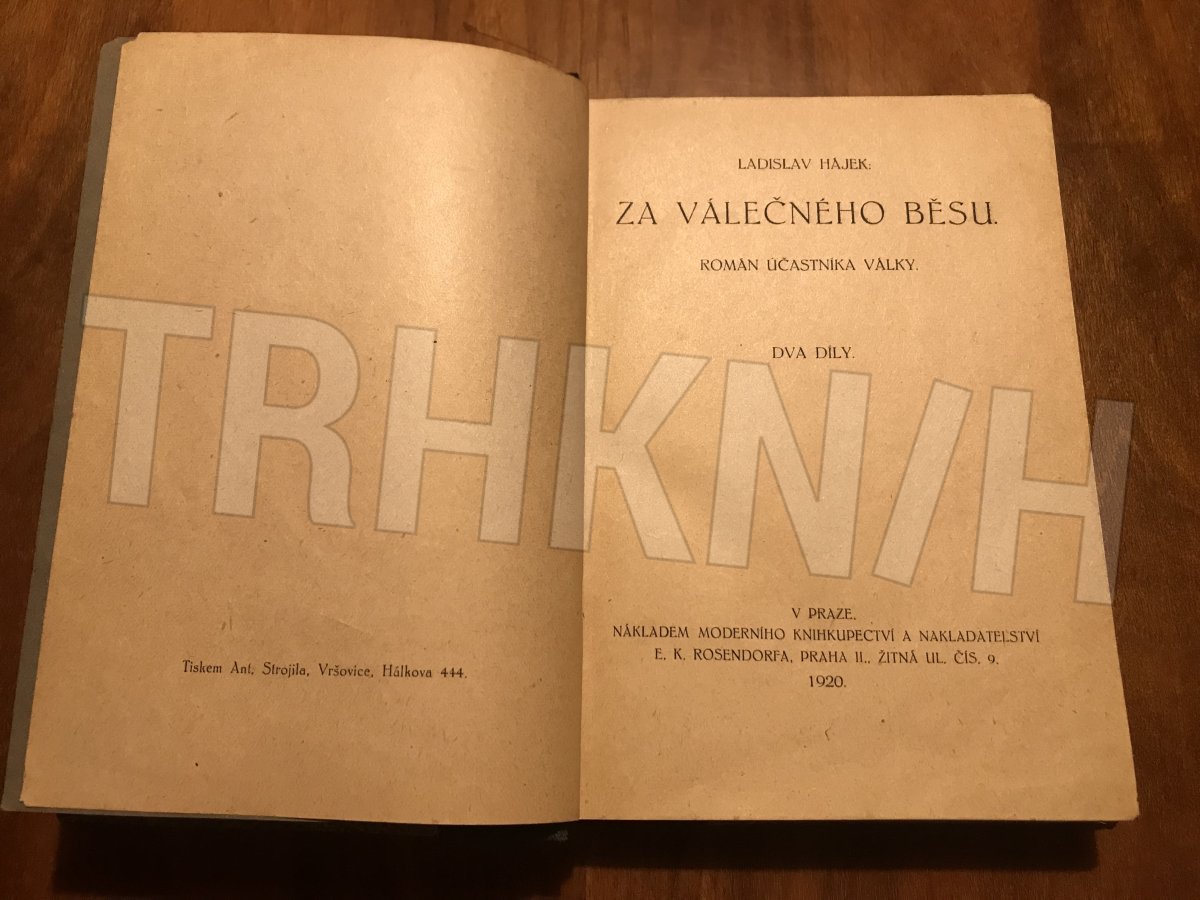 Tiskem Ant. Strojila, Vršovice, Hálkova 444.
LADISLAV HÁJEK:
ZA VÁLEČNÉHO BĚSU.
ROMÁN ÚČASTNÍKA VÁLKY.
DVA DÍLY.
V PRAZE.
NÁKLADEM MODERNÍHO KNIHKUPECTVÍ A NAKLADATELSTVÍ
E. K. ROSENDORFA, PRAHA II., ŽITNÁ UL. ČÍS. 9.
1920.
TRHKN/H